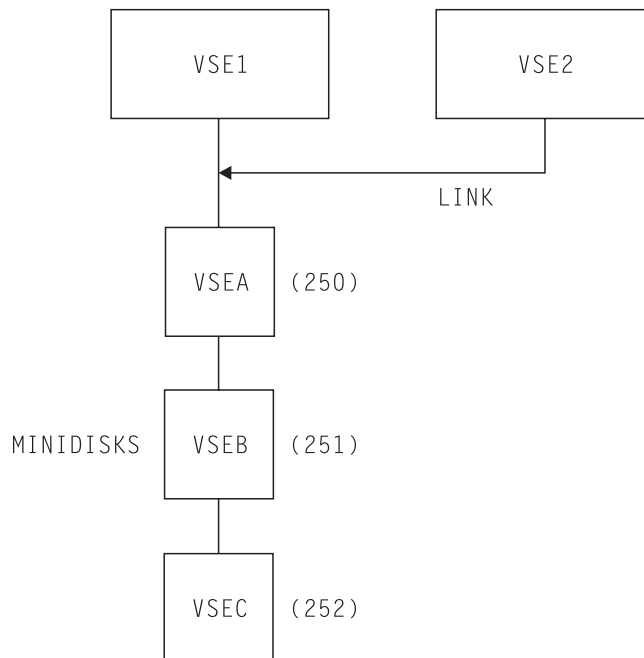 VSE1
VSE2
LINK
VSEA (250)
MINIDISKS VSEB (251)
VSEC (252)